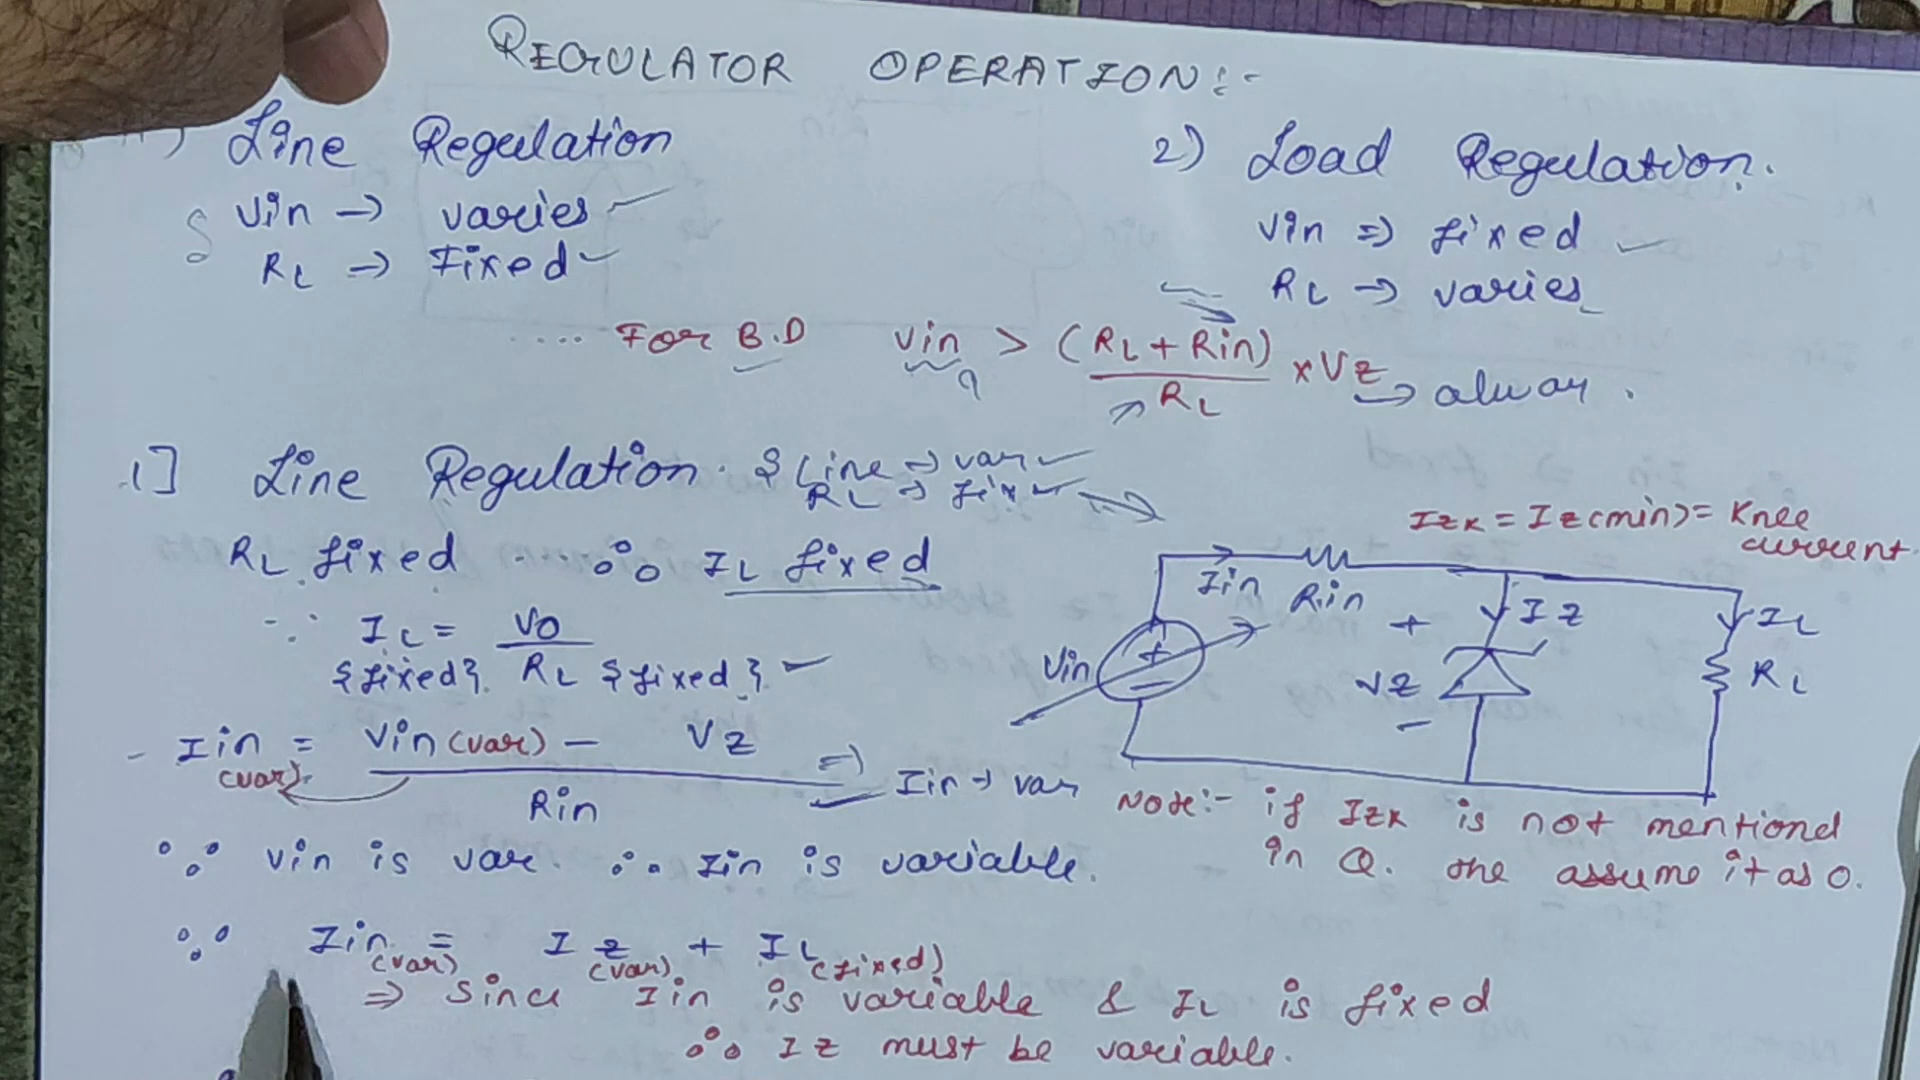 REGULATOR OPERATION:-
1) Line Regulation
Vin → varies
RL → Fixed
2) Load Regulation.
Vin ⇒ fixed
RL → varies
.... For B.D Vin > (RL + Rin) / RL × Vz → alway.
1] Line Regulation. { Line → var
RL → fix
RL fixed ∴ IL fixed
∵ IL = Vo / RL
{fixed}. {fixed}
- Iin (var) = Vin (var) - Vz / Rin ⇒ Iin → var
∵ Vin is var. ∴ Iin is variable.
∵ Iin (var) = Iz (var) + IL (fixed)
⇒ Since Iin is variable & IL is fixed
∴ Iz must be variable.
IZK = Iz(min) = Knee
current.
Iin Rin + Iz IL
Vin + - Vz - RL
Note:- if IZK is not mentiond
in Q. the assume it as 0.